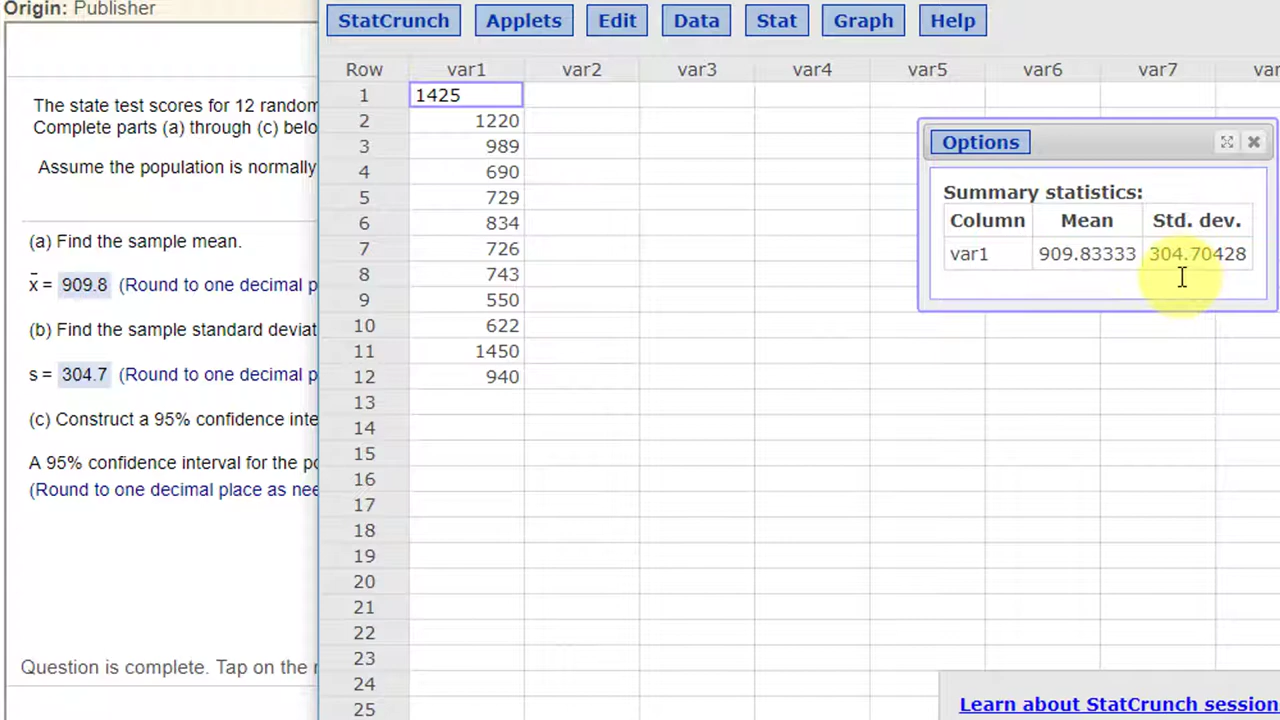 Origin: Publisher
The state test scores for 12 random
Complete parts (a) through (c) belo
Assume the population is normally
(a) Find the sample mean.
x̄ = 909.8 (Round to one decimal p
(b) Find the sample standard deviat
s = 304.7 (Round to one decimal p
(c) Construct a 95% confidence inte
A 95% confidence interval for the po
(Round to one decimal place as nee
Question is complete. Tap on the r
StatCrunch Applets Edit Data Stat Graph Help
Row var1 var2 var3 var4 var5 var6 var7 var
1 1425
2 1220
3 989
4 690
5 729
6 834
7 726
8 743
9 550
10 622
11 1450
12 940
13
14
15
16
17
18
19
20
21
22
23
24
25
Options
Summary statistics:
Column Mean Std. dev.
var1 909.83333 304.70428
Learn about StatCrunch session